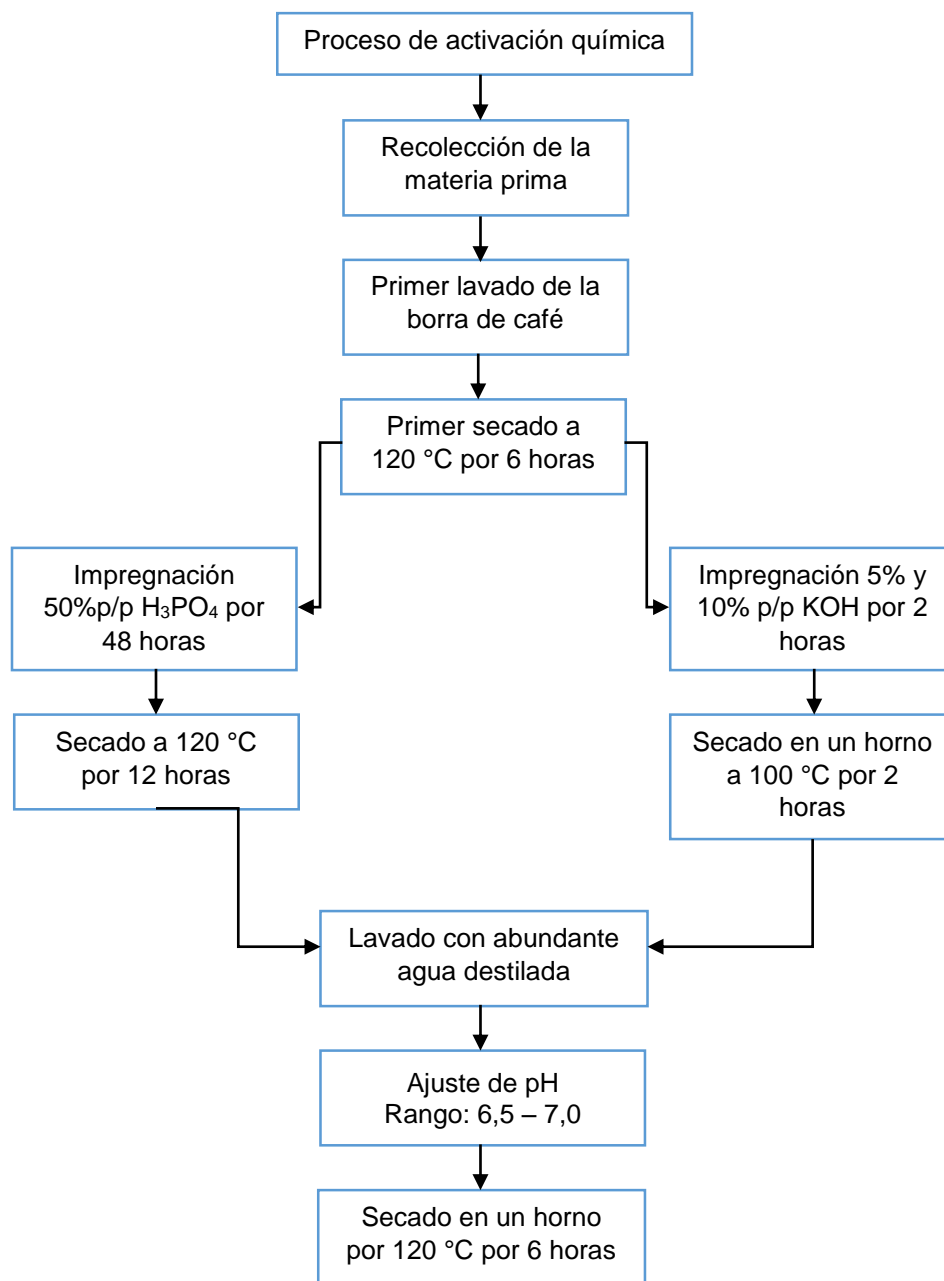 Proceso de activación química
Recolección de la
materia prima
Primer lavado de la
borra de café
Primer secado a
120 °C por 6 horas
Impregnación
50%p/p H₃PO₄ por
48 horas
Impregnación 5% y
10% p/p KOH por 2
horas
Secado a 120 °C
por 12 horas
Secado en un horno
a 100 °C por 2
horas
Lavado con abundante
agua destilada
Ajuste de pH
Rango: 6,5 – 7,0
Secado en un horno
por 120 °C por 6 horas